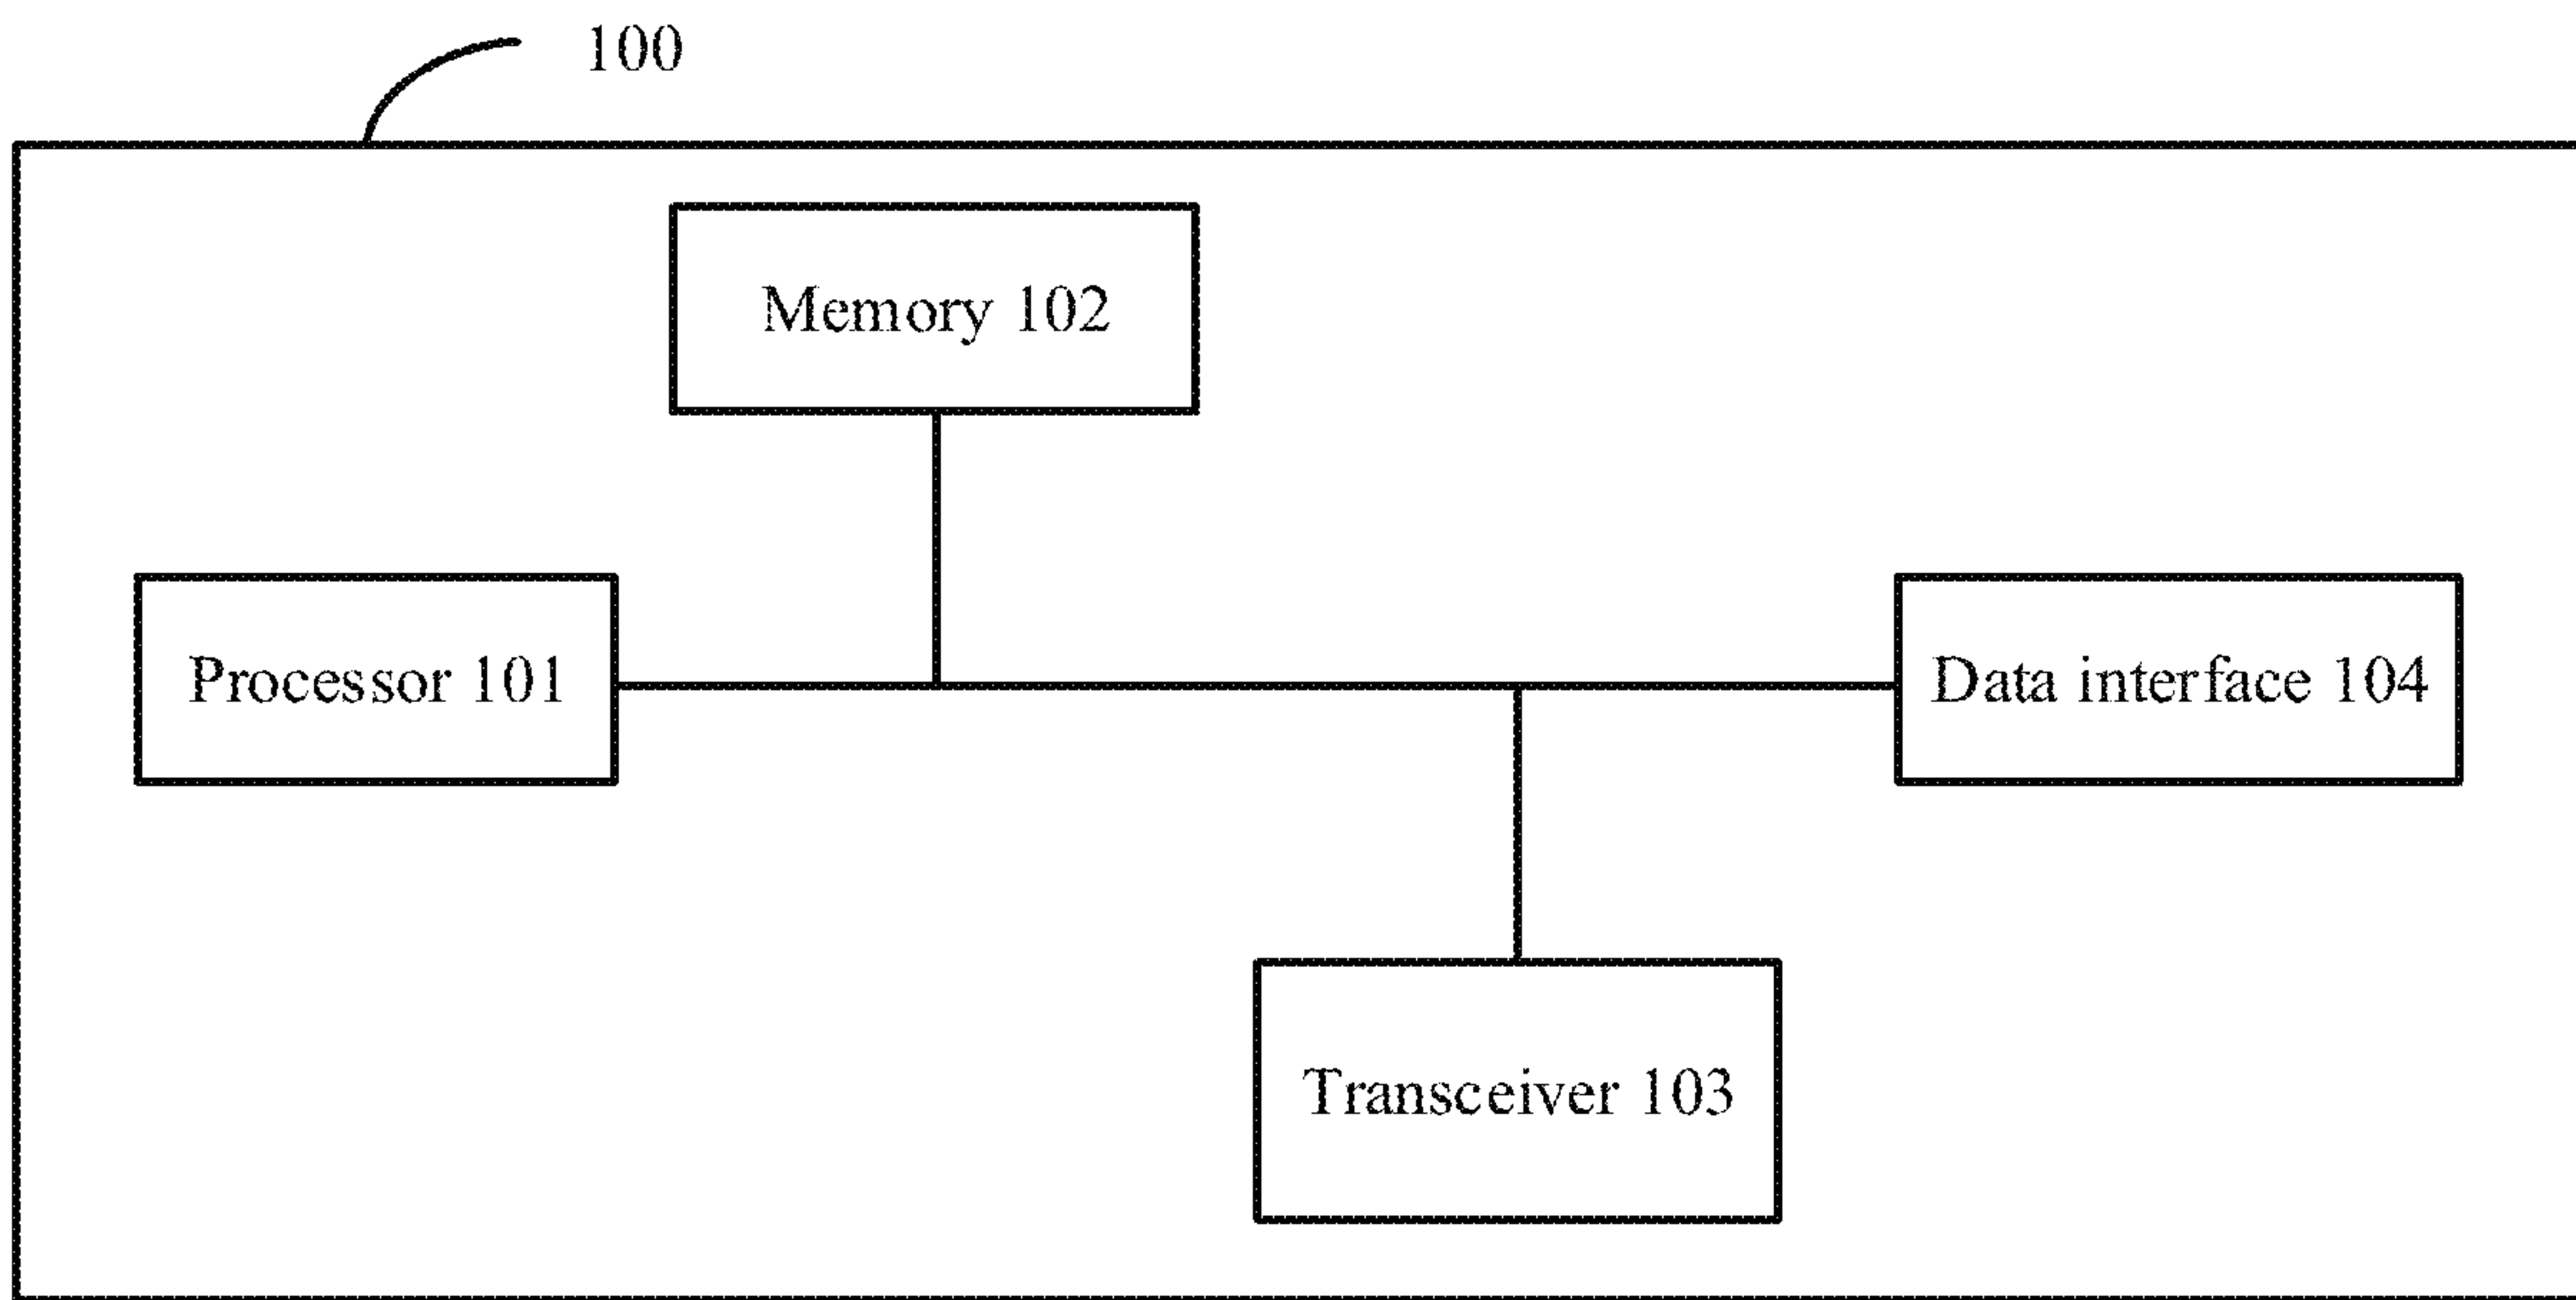 100
Memory 102
Processor 101
Data interface 104
Transceiver 103